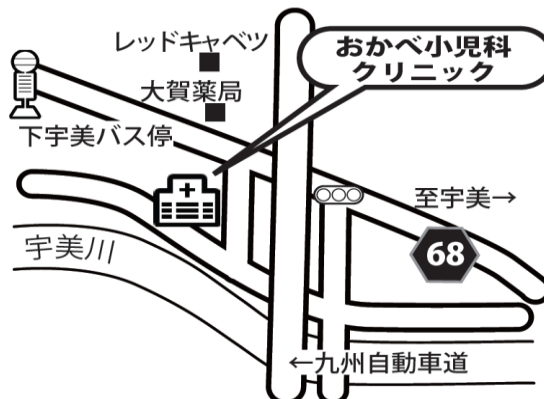 レッドキャベツ
おかべ小児科
クリニック
大賀薬局
下宇美バス停
至宇美→
宇美川
68
←九州自動車道